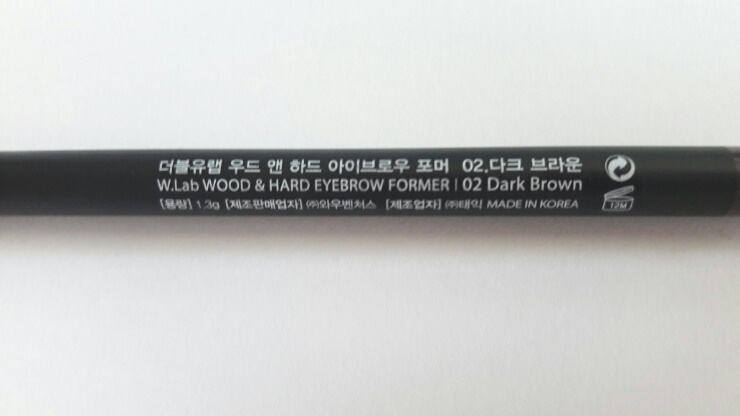 더블유랩 우드 앤 하드 아이브로우 포머 02.다크 브라운
W.Lab WOOD & HARD EYEBROW FORMER | 02 Dark Brown
[용량] 1.3g [제조판매업자] ㈜와우벤처스 [제조업자] ㈜태익 MADE IN KOREA
12M